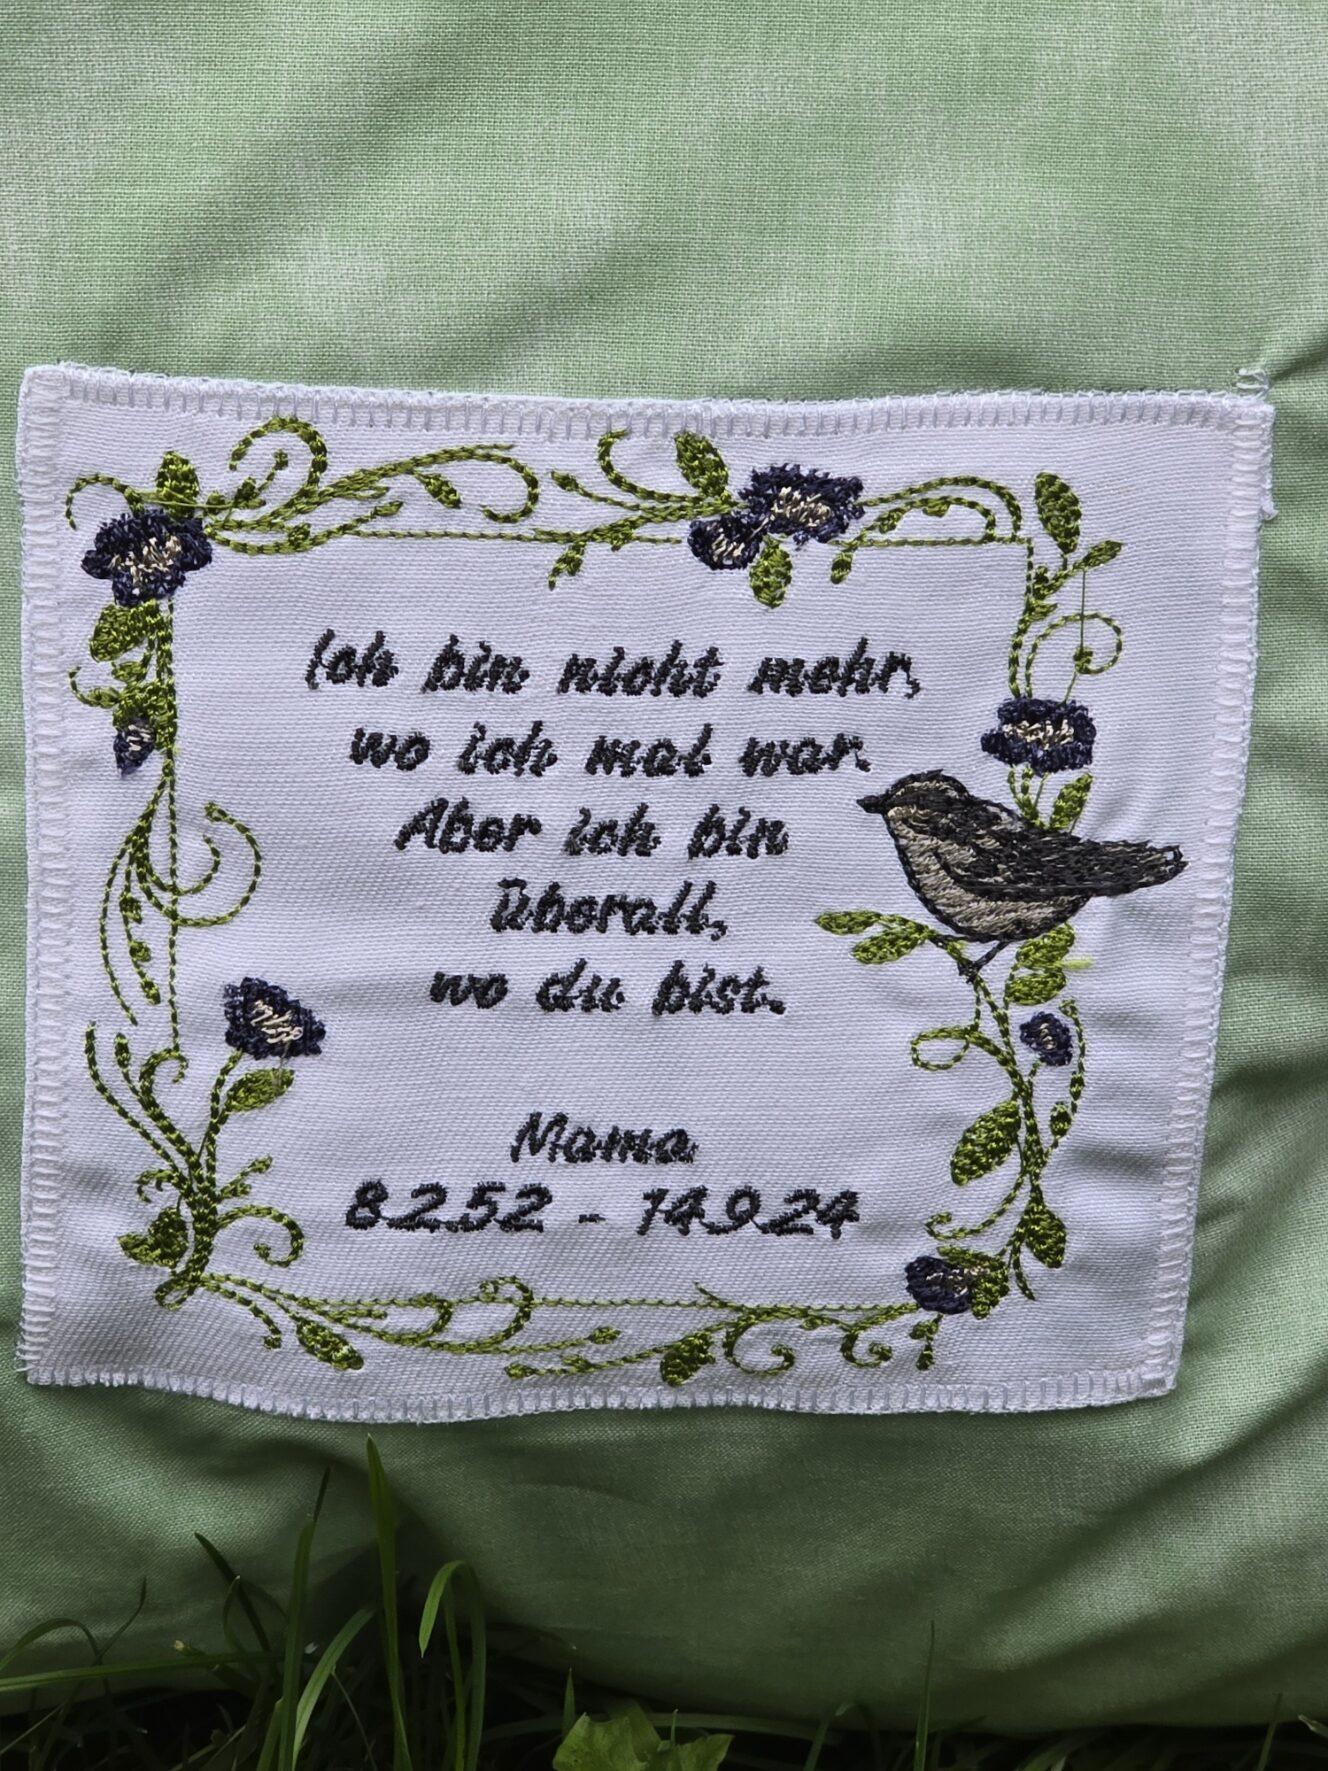 Ich bin nicht mehr,
wo ich mal war.
Aber ich bin
Überall,
wo du bist.
Mama
8.2.52 - 14.9.24